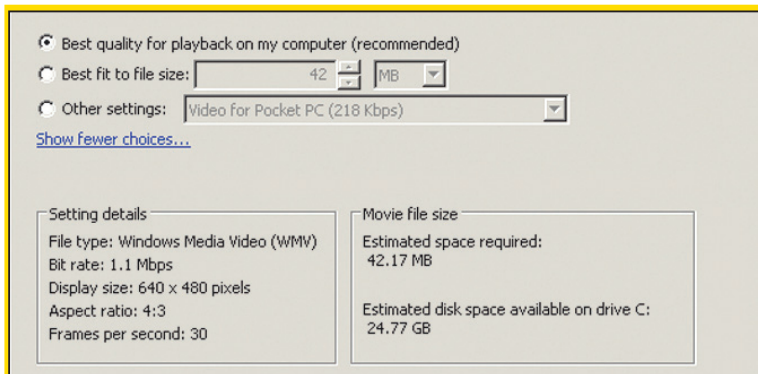 Best quality for playback on my computer (recommended)
Best fit to file size: 42 MB
Other settings: Video for Pocket PC (218 Kbps)
Show fewer choices...
Setting details
File type: Windows Media Video (WMV)
Bit rate: 1.1 Mbps
Display size: 640 x 480 pixels
Aspect ratio: 4:3
Frames per second: 30
Movie file size
Estimated space required:
42.17 MB
Estimated disk space available on drive C:
24.77 GB